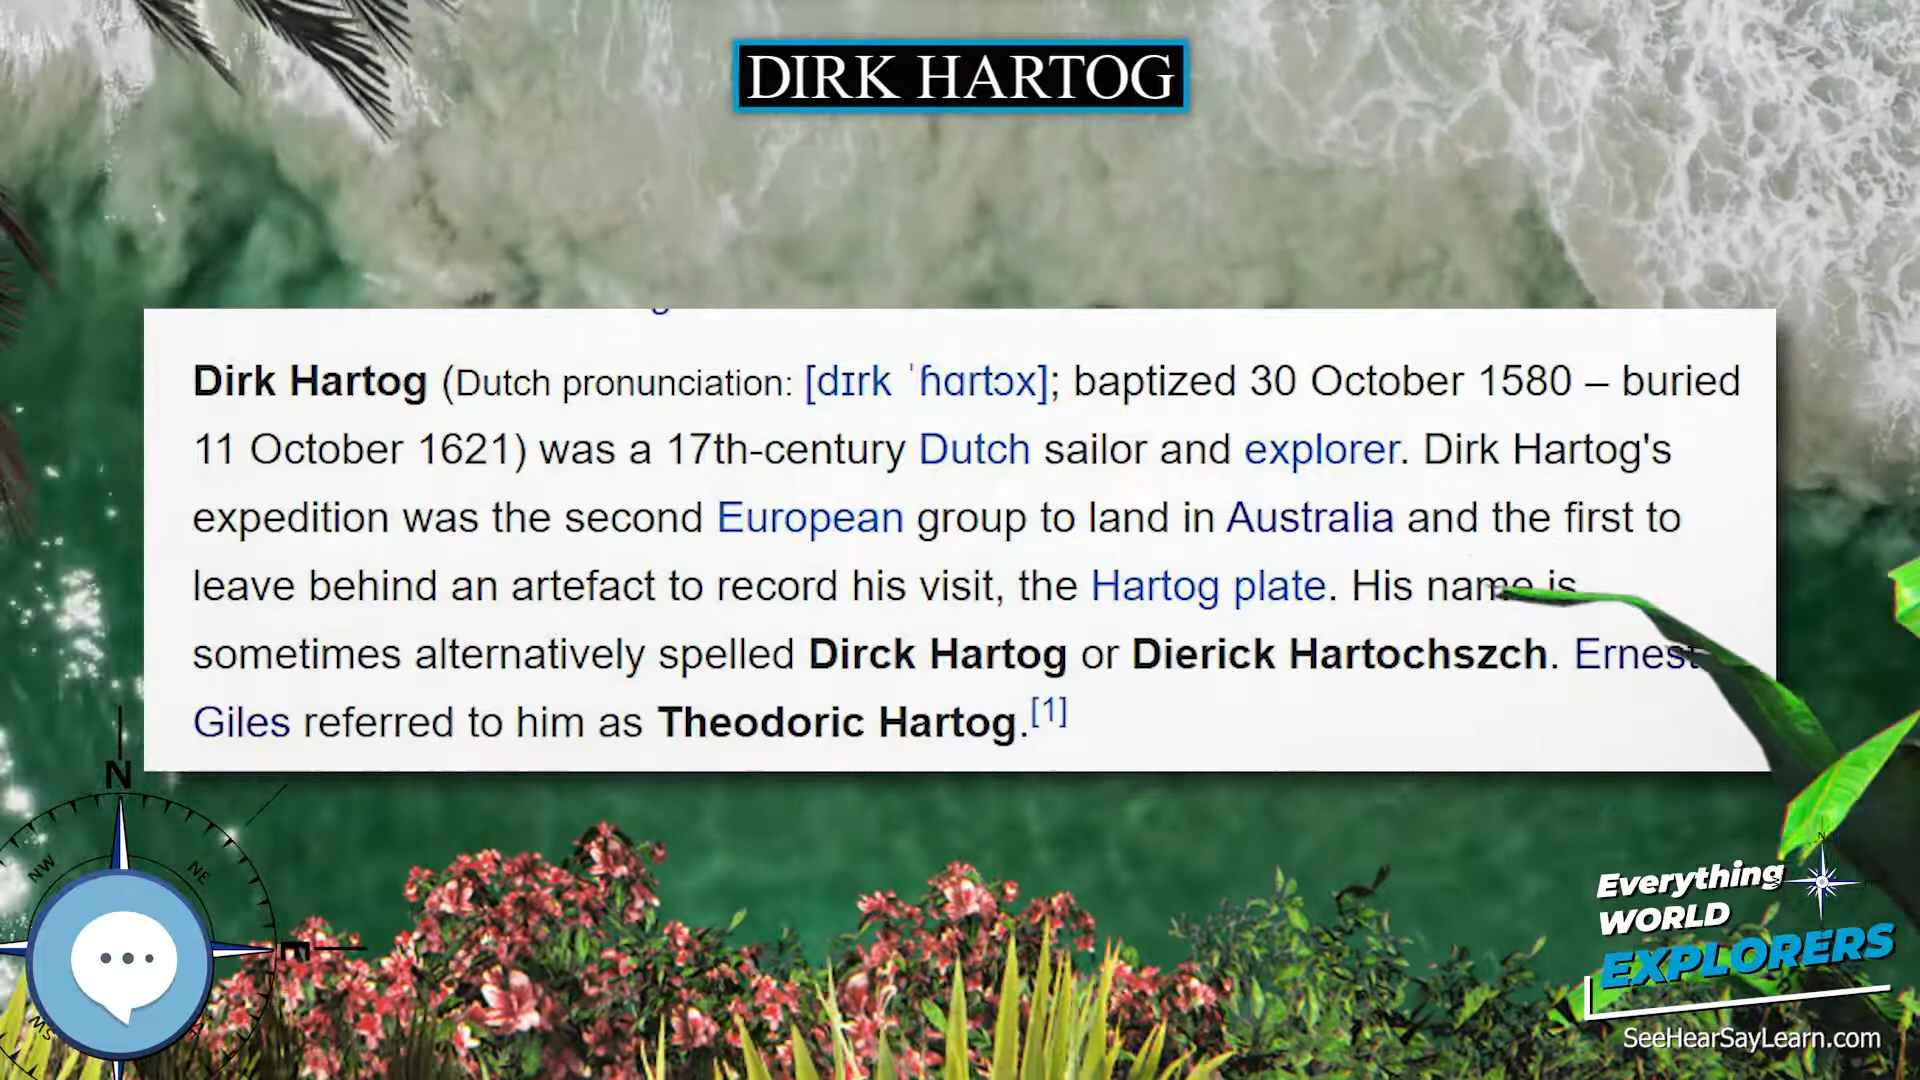 DIRK HARTOG
Dirk Hartog (Dutch pronunciation: [dɪrk ˈɦɑrtɔx]; baptized 30 October 1580 – buried
11 October 1621) was a 17th-century Dutch sailor and explorer. Dirk Hartog's
expedition was the second European group to land in Australia and the first to
leave behind an artefact to record his visit, the Hartog plate. His name is
sometimes alternatively spelled Dirck Hartog or Dierick Hartochszch. Ernest
Giles referred to him as Theodoric Hartog.[1]
N
NW
NE
E
N
Everything
WORLD
EXPLORERS
SeeHearSayLearn.com